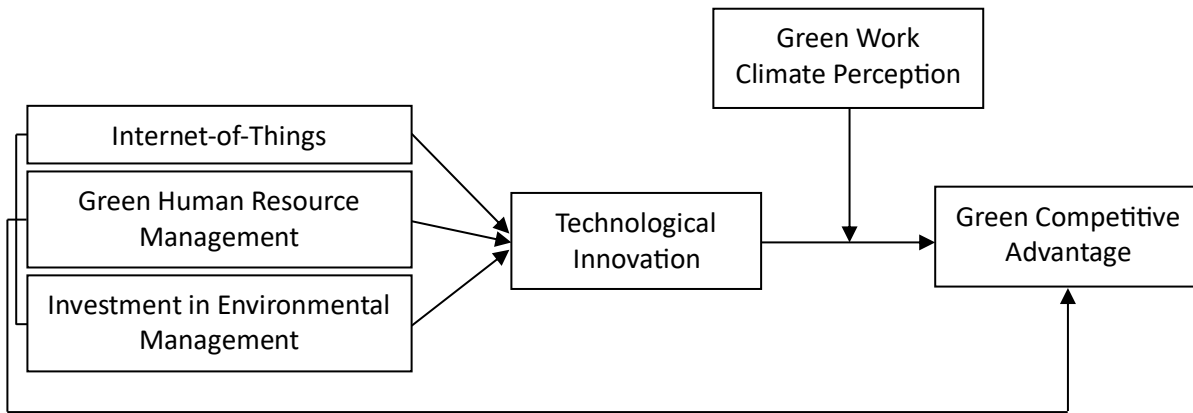 Green Work
Climate Perception
Internet-of-Things
Green Human Resource
Management
Technological
Innovation
Green Competitive
Advantage
Investment in Environmental
Management